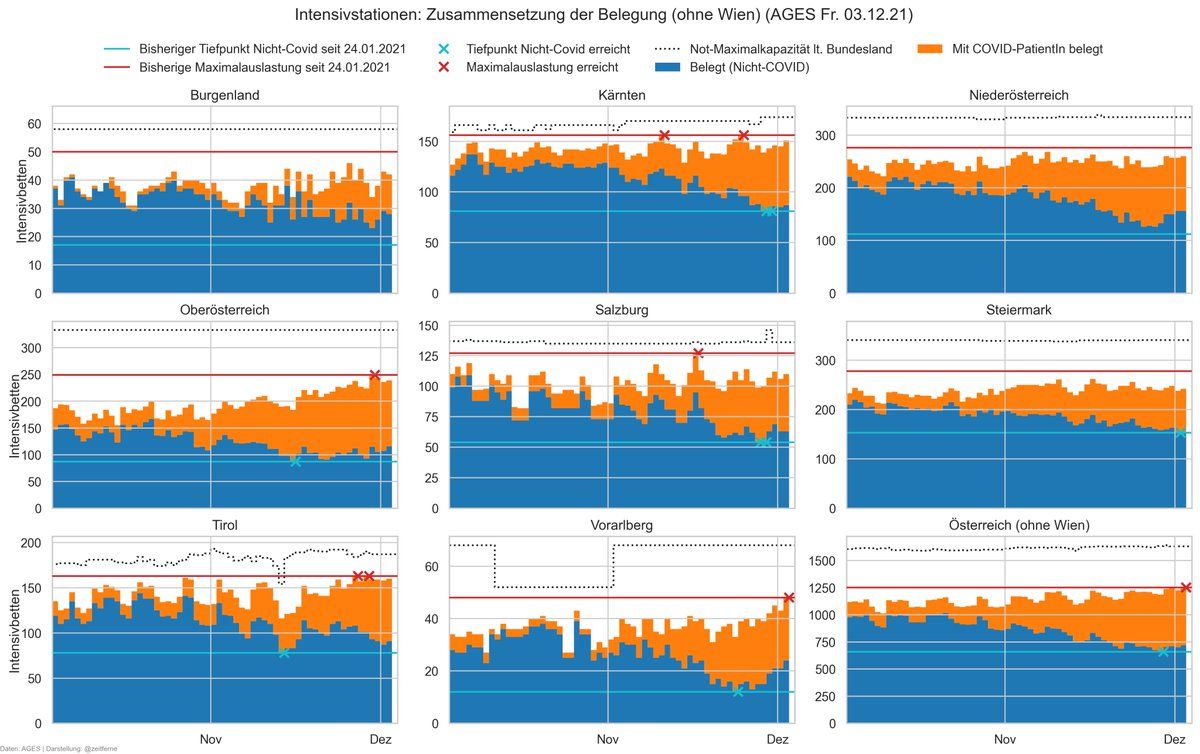 Intensivstationen: Zusammensetzung der Belegung (ohne Wien) (AGES Fr. 03.12.21)
Bisheriger Tiefpunkt Nicht-Covid seit 24.01.2021
Bisherige Maximalauslastung seit 24.01.2021
Tiefpunkt Nicht-Covid erreicht
Maximalauslastung erreicht
Not-Maximalkapazität lt. Bundesland
Belegt (Nicht-COVID)
Mit COVID-PatientIn belegt
Burgenland
Intensivbetten
60
50
40
30
20
10
0
Kärnten
150
100
50
0
Niederösterreich
300
200
100
0
Oberösterreich
Intensivbetten
300
250
200
150
100
50
0
Salzburg
150
125
100
75
50
25
0
Steiermark
300
200
100
0
Tirol
Intensivbetten
200
150
100
50
0
Nov
Dez
Vorarlberg
60
40
20
0
Nov
Dez
Österreich (ohne Wien)
1500
1250
1000
750
500
250
0
Nov
Dez
Daten: AGES | Darstellung: @zeitferne